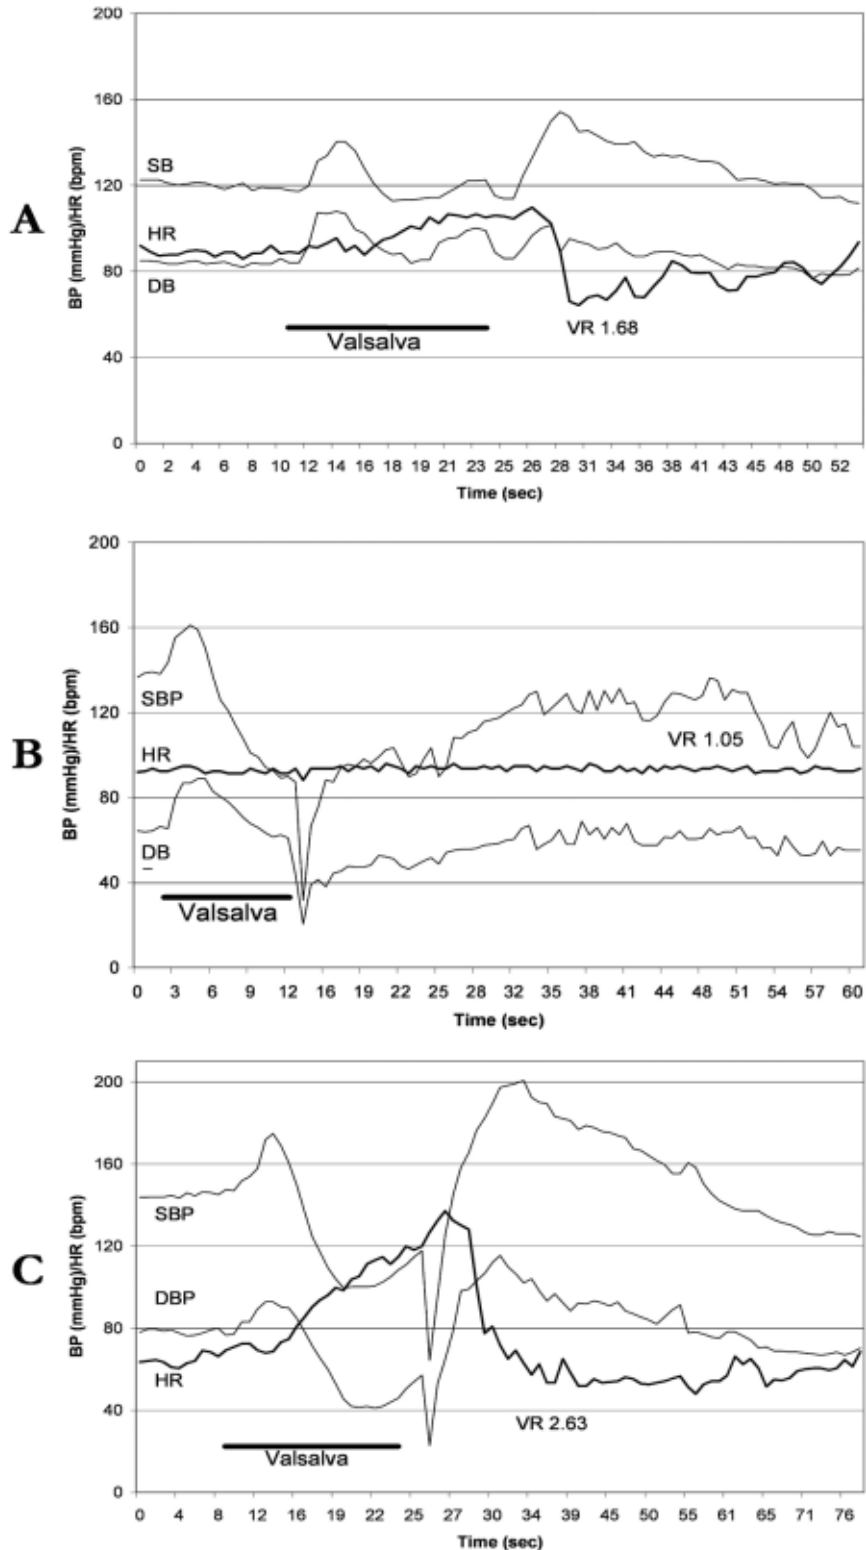 A
BP (mmHg)/HR (bpm)
200
160
120
80
40
0
SB
HR
DB
Valsalva
VR 1.68
0 2 4 6 8 10 12 14 16 19 21 23 25 26 28 31 34 36 38 41 43 45 48 50 52
Time (sec)
B
BP (mmHg)/HR (bpm)
200
160
120
80
40
0
SBP
HR
DB
Valsalva
VR 1.05
0 3 6 9 12 16 19 22 25 28 32 35 38 41 44 48 51 54 57 60
Time (sec)
C
BP (mmHg)/HR (bpm)
200
160
120
80
40
0
SBP
DBP
HR
Valsalva
VR 2.63
0 4 8 12 16 22 25 27 30 34 39 45 50 55 65 71 76
Time (sec)